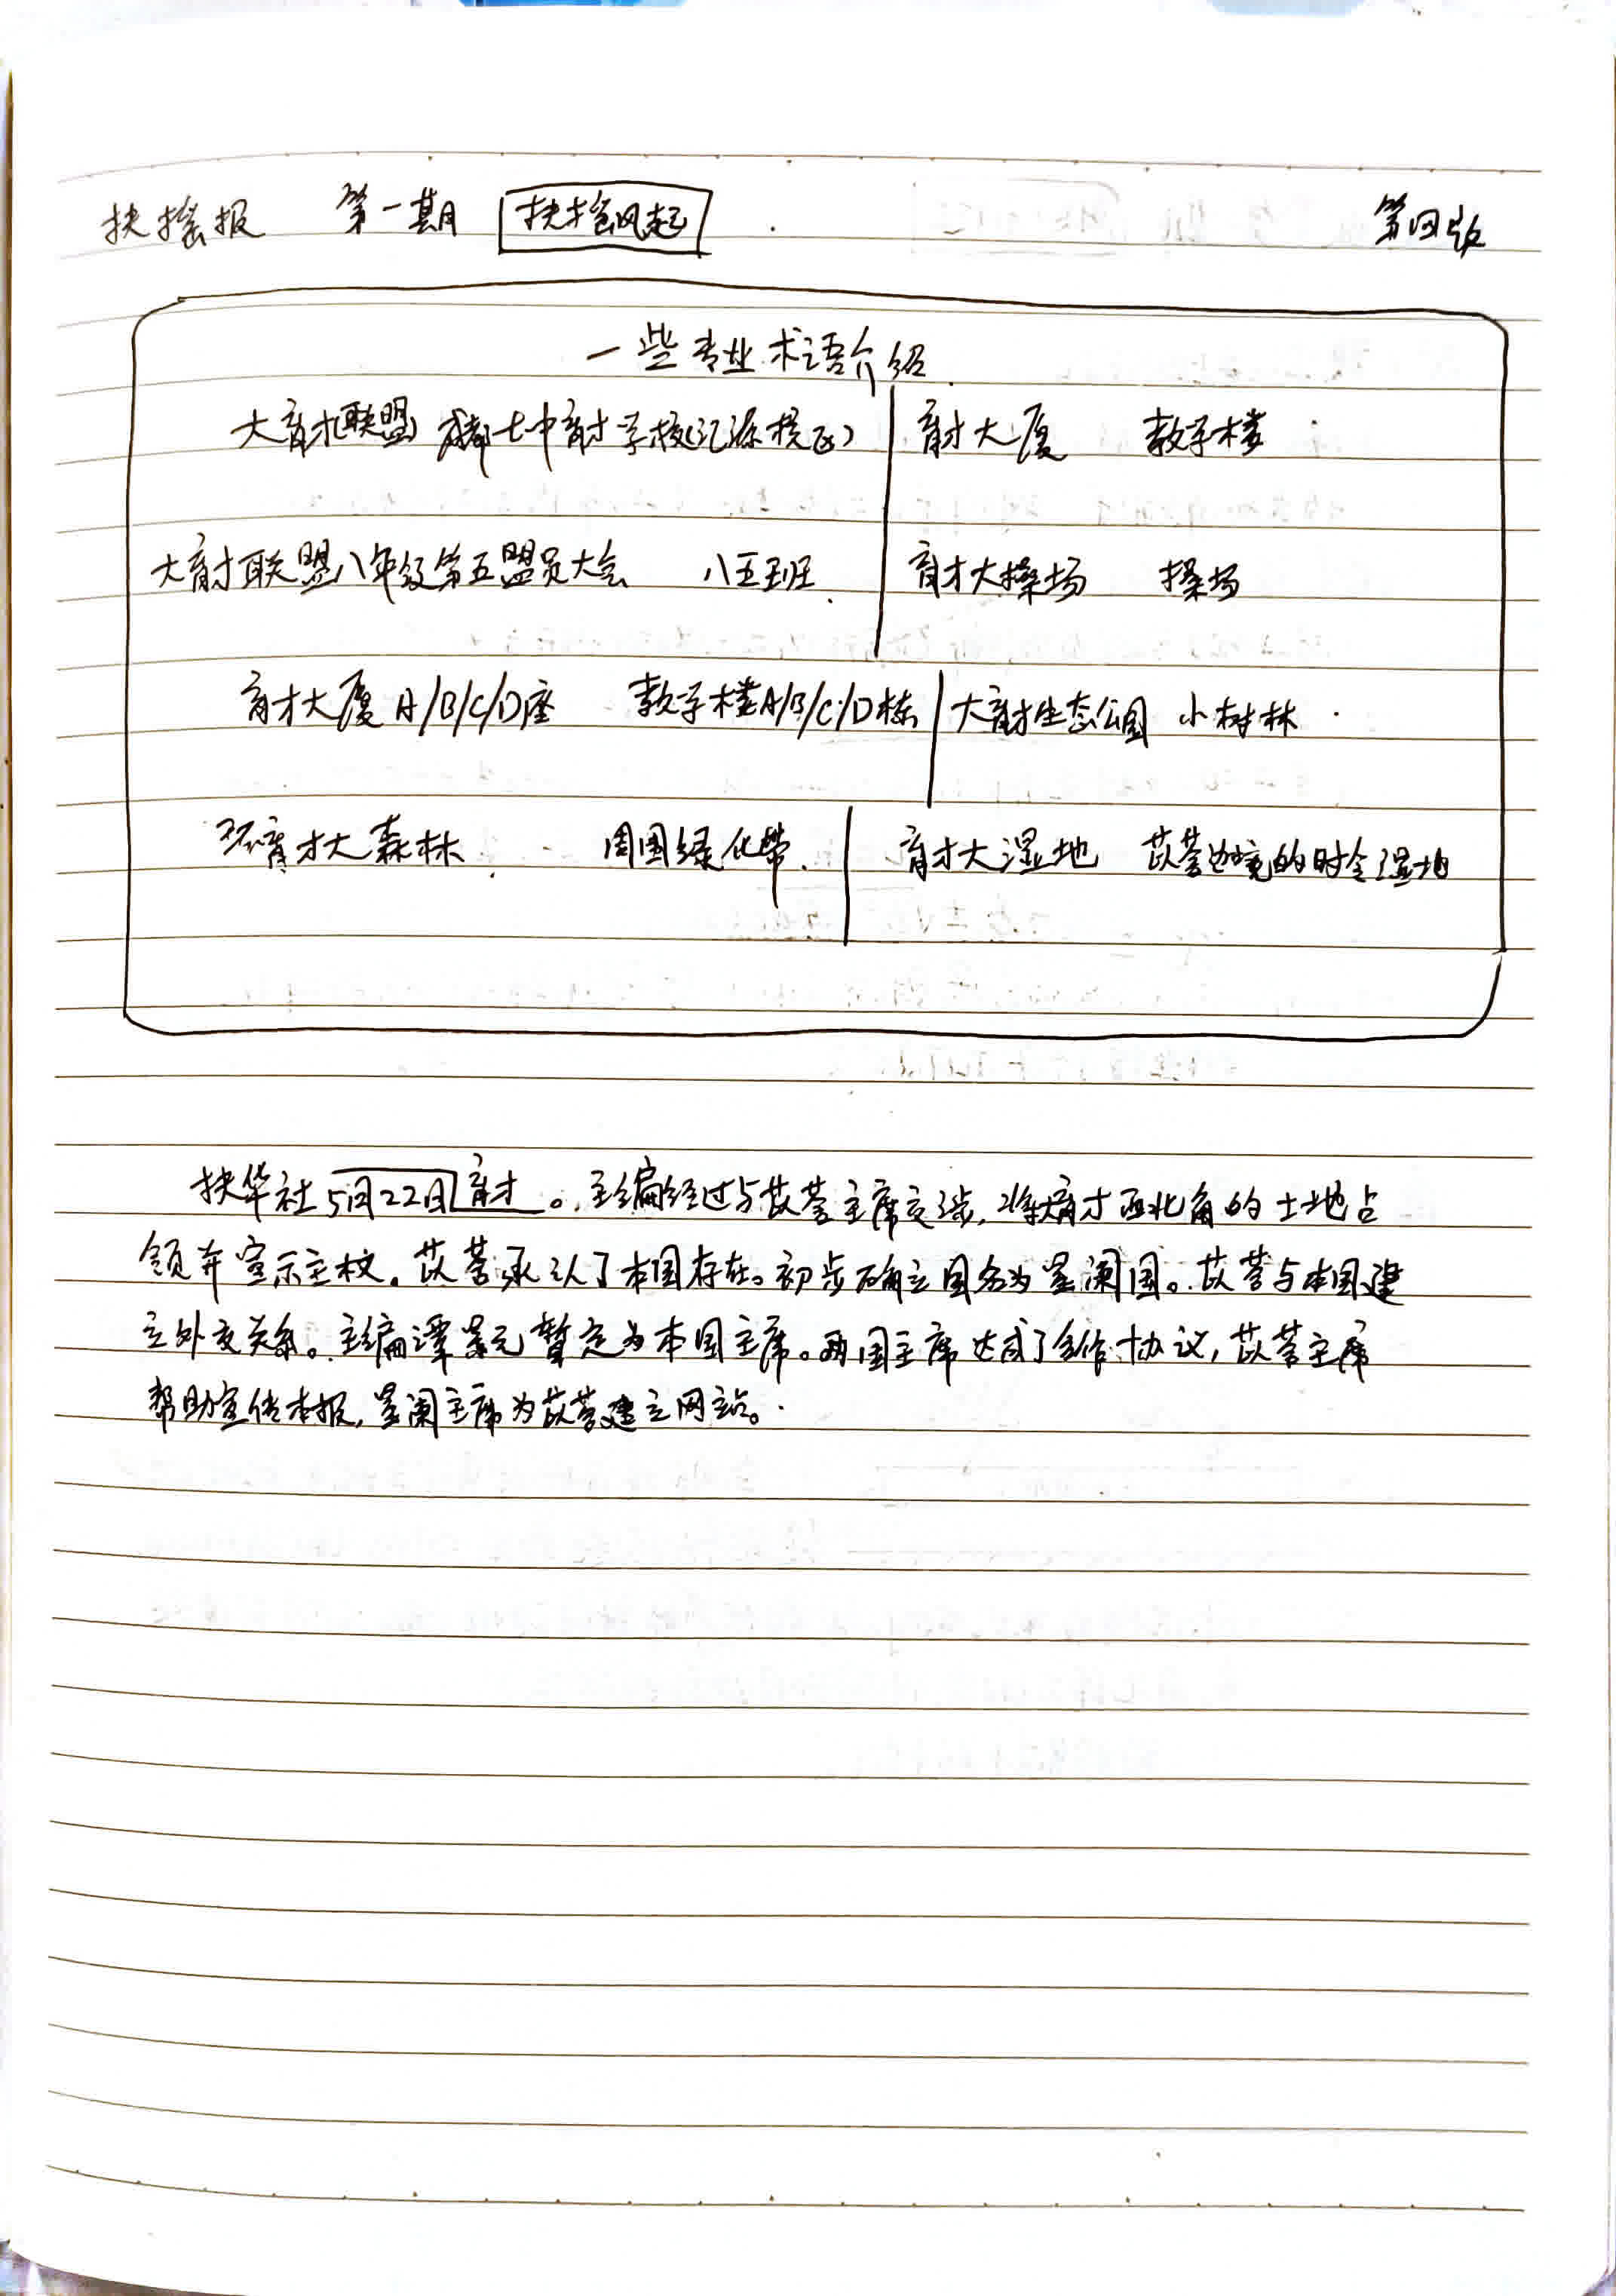 扶摇报 第一期 扶摇风起 第四版
一些专业术语介绍
大育才联盟 成都七中育才学校(汇源校区) 育才大厦 教学楼
大育才联盟八年级第五盟员大会 八五班 育才大操场 操场
育才大厦A/B/C/D座 教学楼A/B/C/D栋 大育才生态公园 小树林
环育才大森林 周围绿化带 育才大湿地 苡营边境的时令湿地
扶华社5月22日育才。主编经过与苡营主席交涉,将育才西北角的土地占
领并宣示主权。苡营承认了本国存在。初步确立国名为星阑国。苡营与本国建
立外交关系。主编谭 元暂定为本国主席。两国主席达成了合作协议,苡营主席
帮助宣传本报,星阑主席为苡营建立网站。